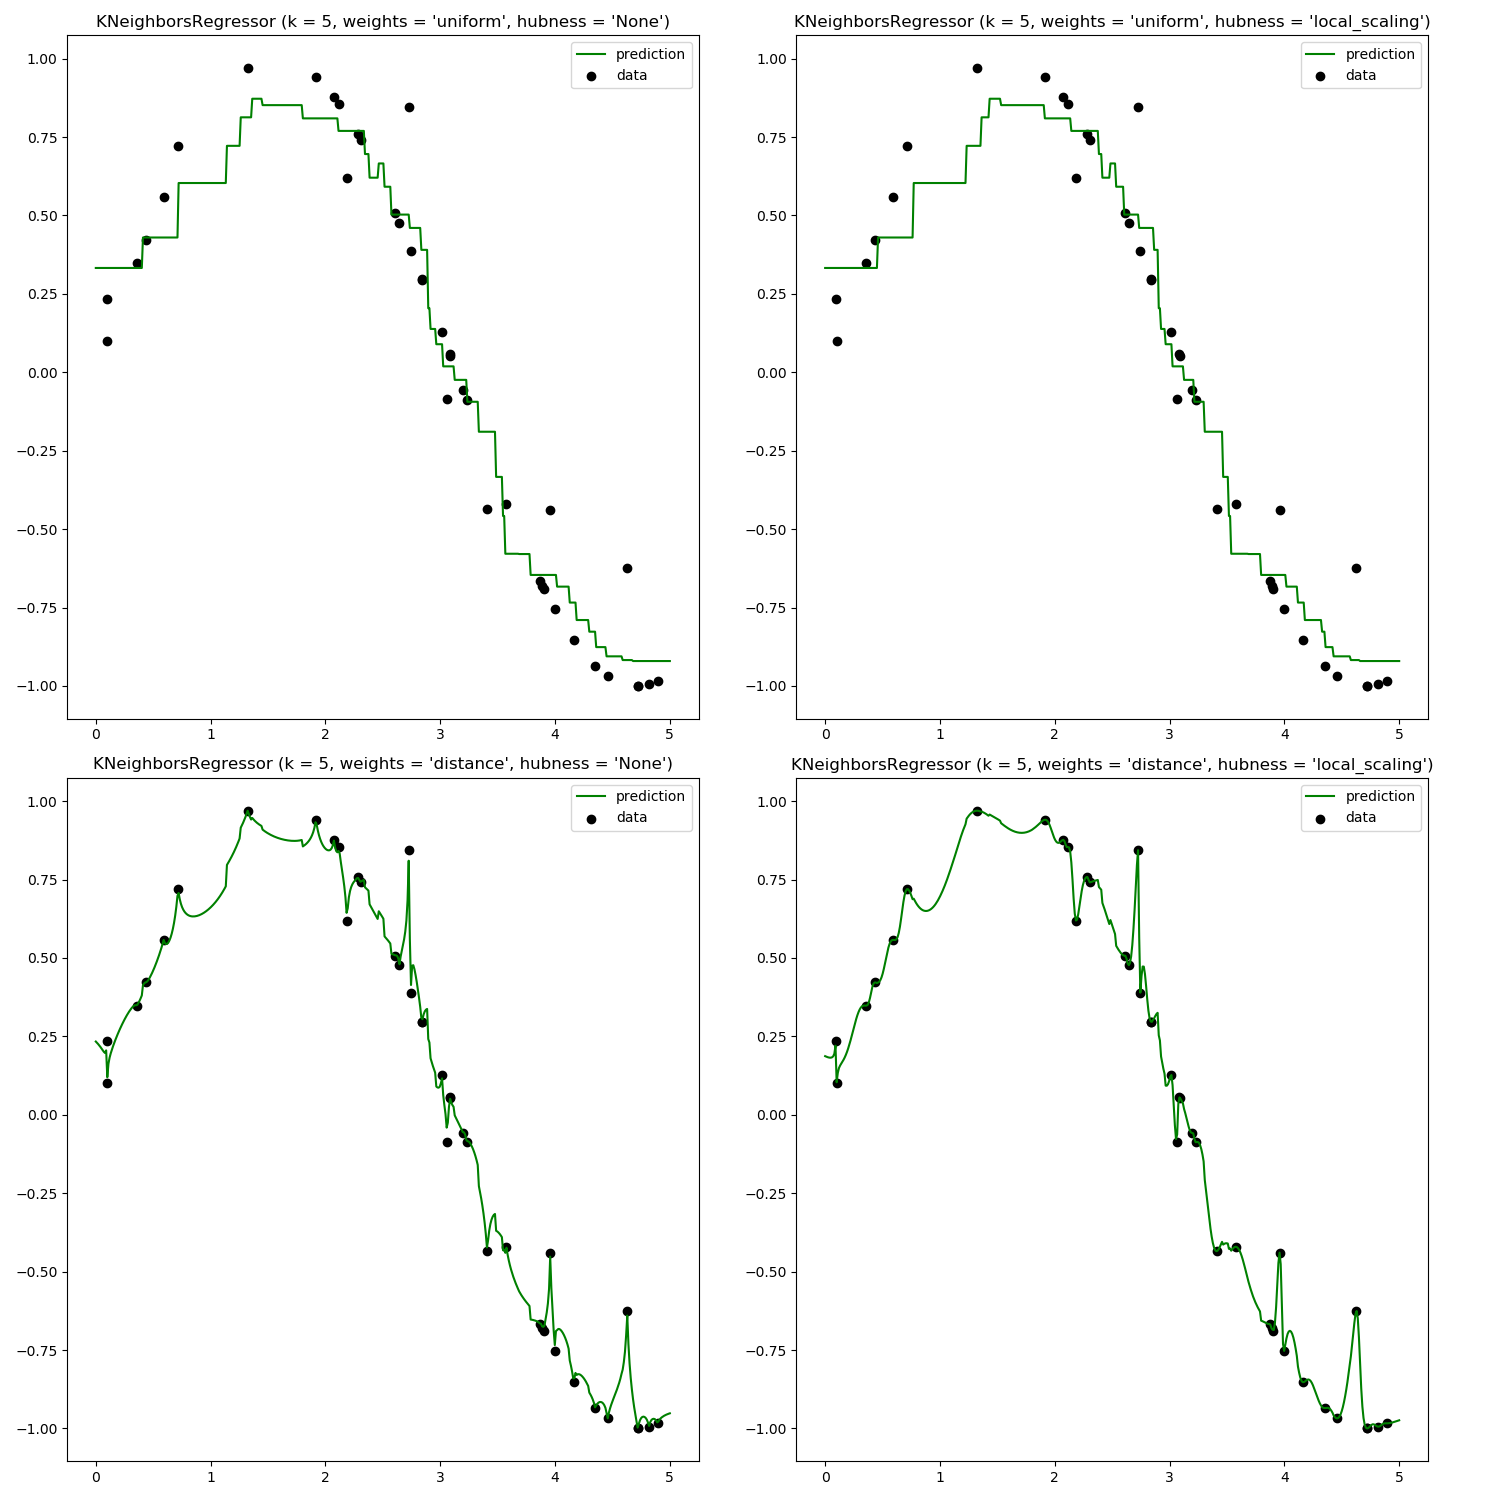 KNeighborsRegressor (k = 5, weights = 'uniform', hubness = 'None')
prediction
data
1.00
0.75
0.50
0.25
0.00
−0.25
−0.50
−0.75
−1.00
0 1 2 3 4 5
KNeighborsRegressor (k = 5, weights = 'uniform', hubness = 'local_scaling')
prediction
data
1.00
0.75
0.50
0.25
0.00
−0.25
−0.50
−0.75
−1.00
0 1 2 3 4 5
KNeighborsRegressor (k = 5, weights = 'distance', hubness = 'None')
prediction
data
1.00
0.75
0.50
0.25
0.00
−0.25
−0.50
−0.75
−1.00
0 1 2 3 4 5
KNeighborsRegressor (k = 5, weights = 'distance', hubness = 'local_scaling')
prediction
data
1.00
0.75
0.50
0.25
0.00
−0.25
−0.50
−0.75
−1.00
0 1 2 3 4 5